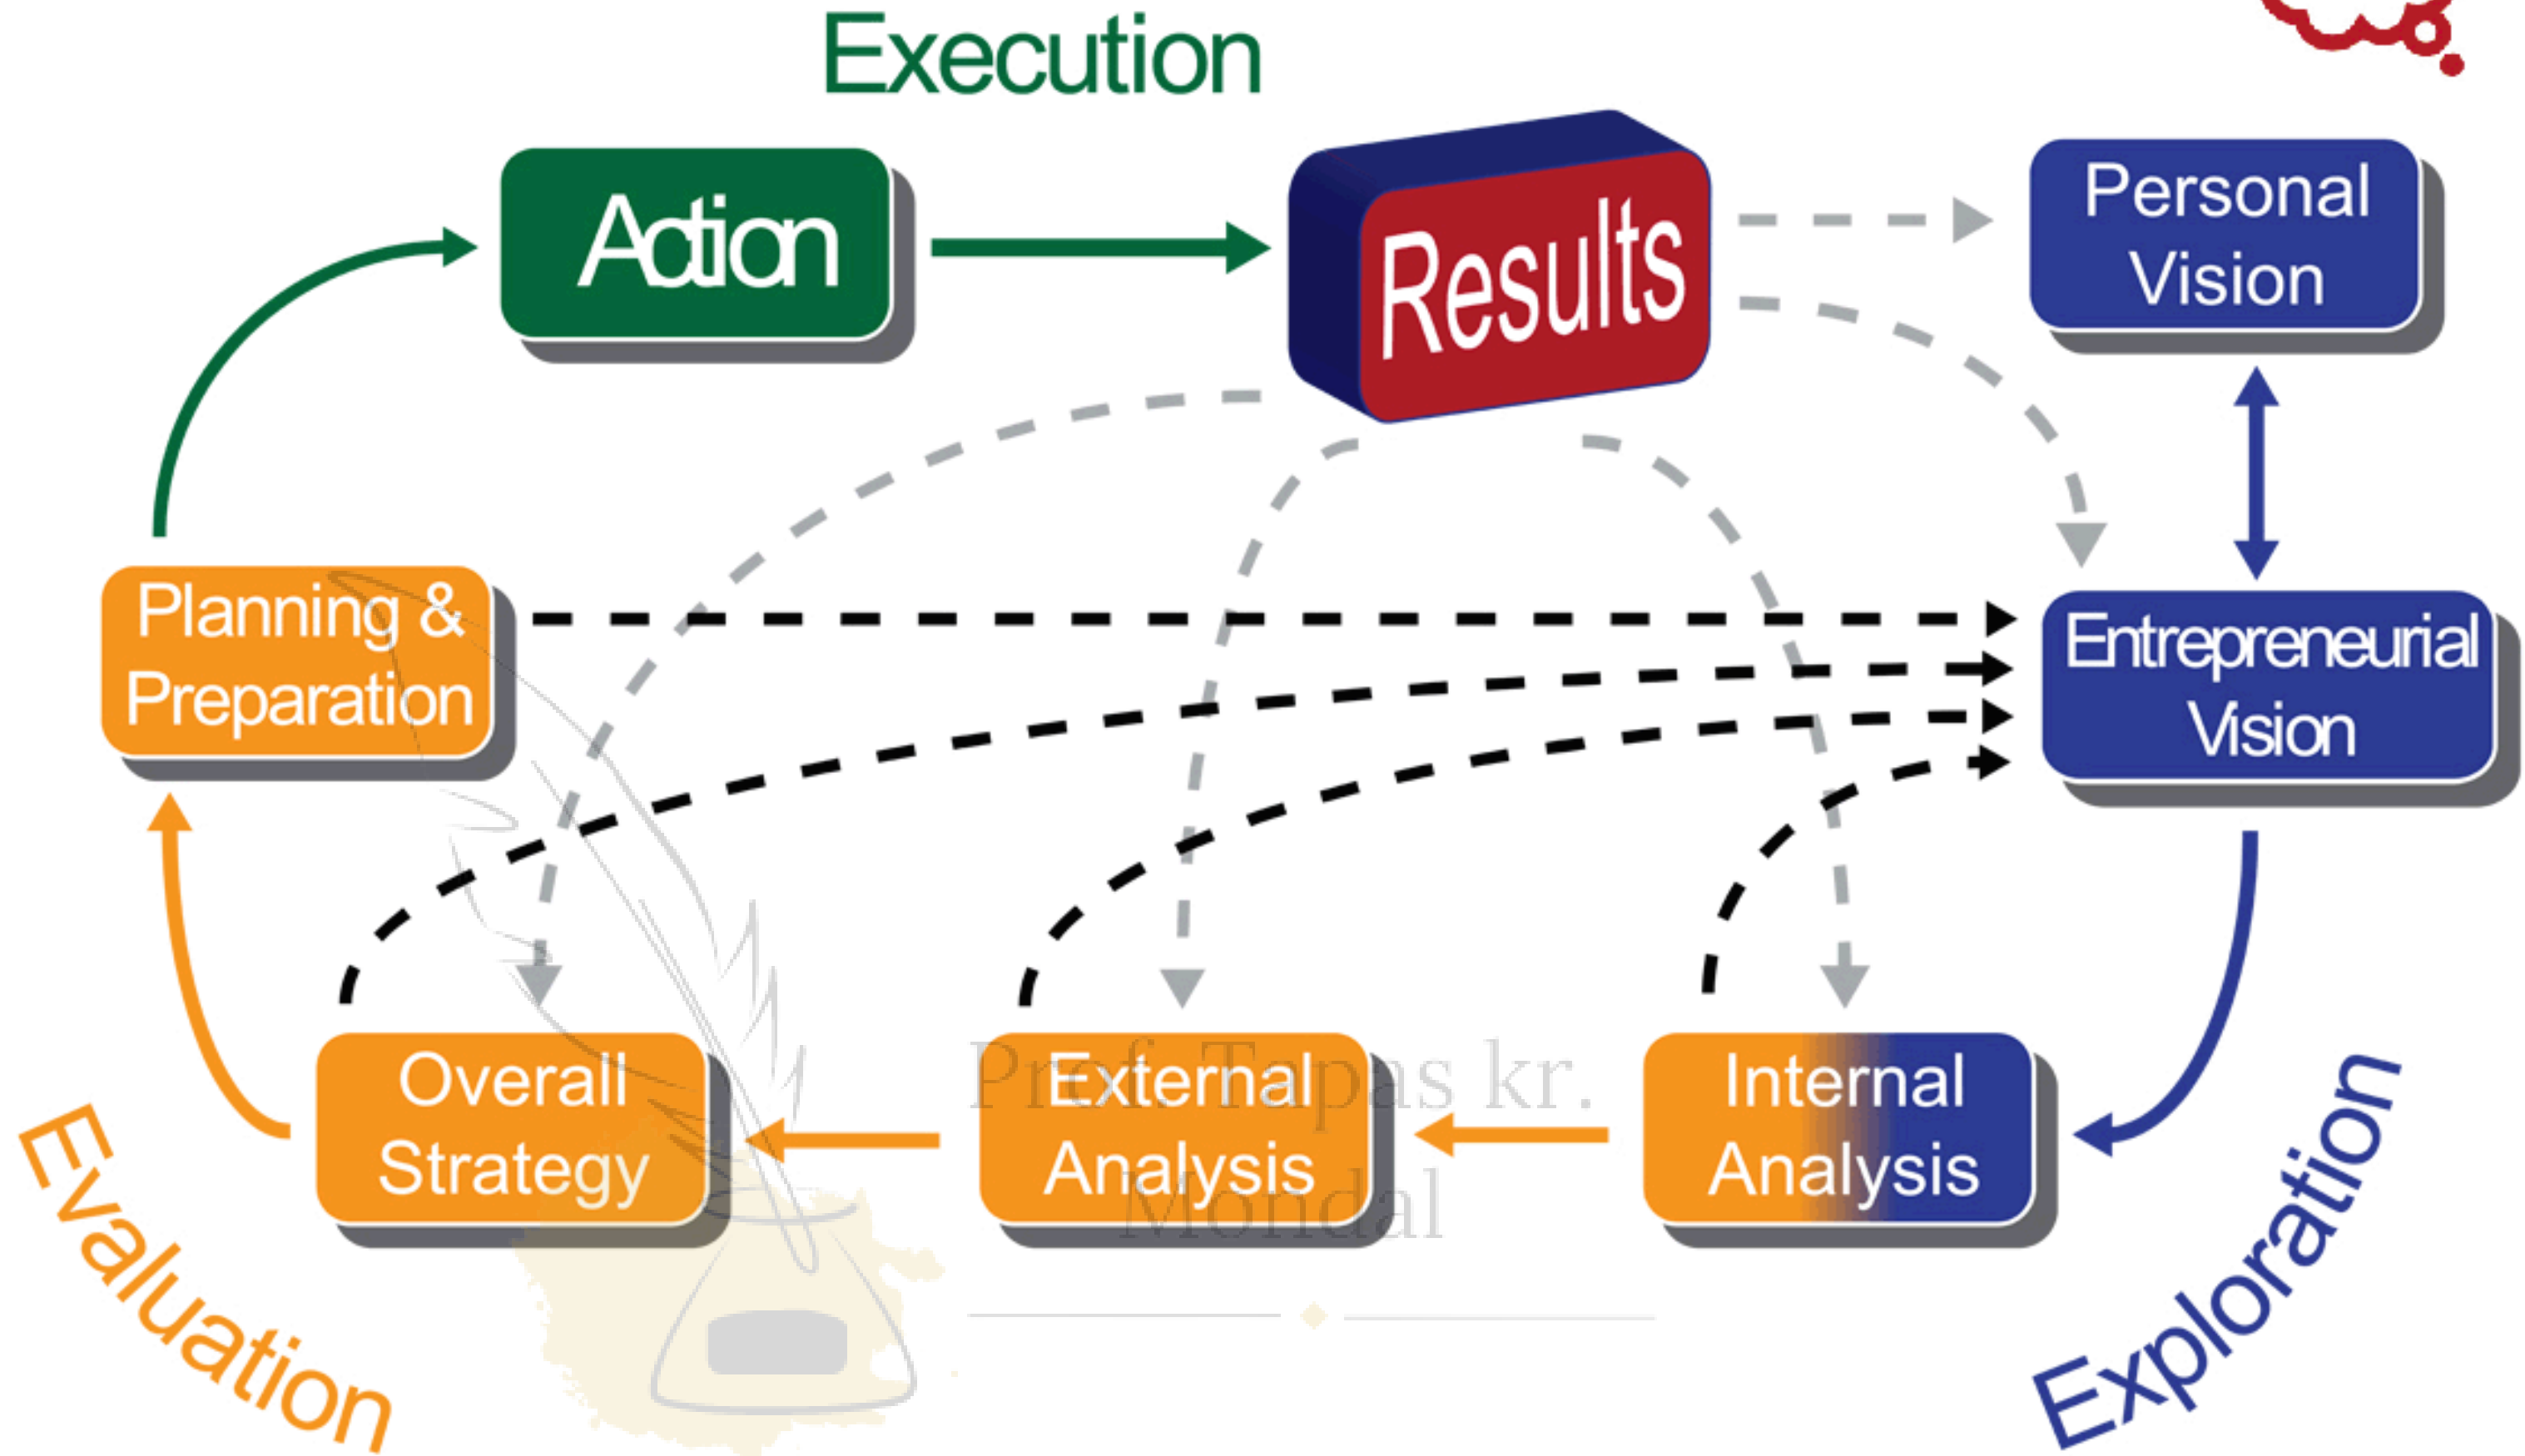 Execution
Action
Results
Personal
Vision
Planning &
Preparation
Entrepreneurial
Vision
Overall
Strategy
External
Analysis
Internal
Analysis
Prof. Tapas kr.
Mondal
Evaluation
Exploration